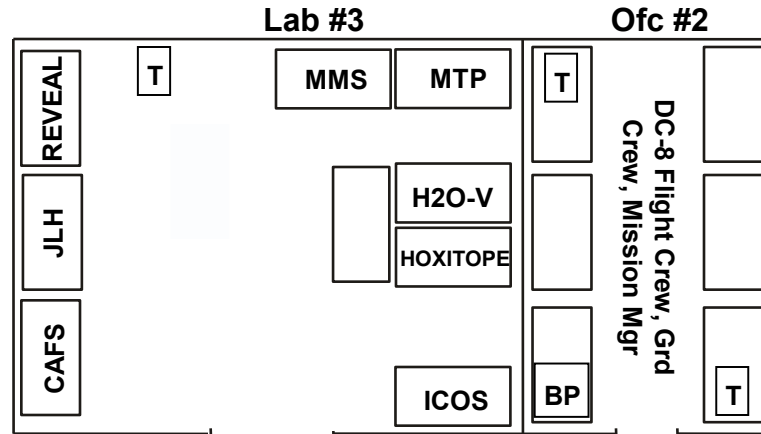 Lab #3
Ofc #2
REVEAL
T
MMS
MTP
T
JLH
H2O-V
HOXITOPE
DC-8 Flight Crew, Grd
Crew, Mission Mgr
CAFS
ICOS
BP
T